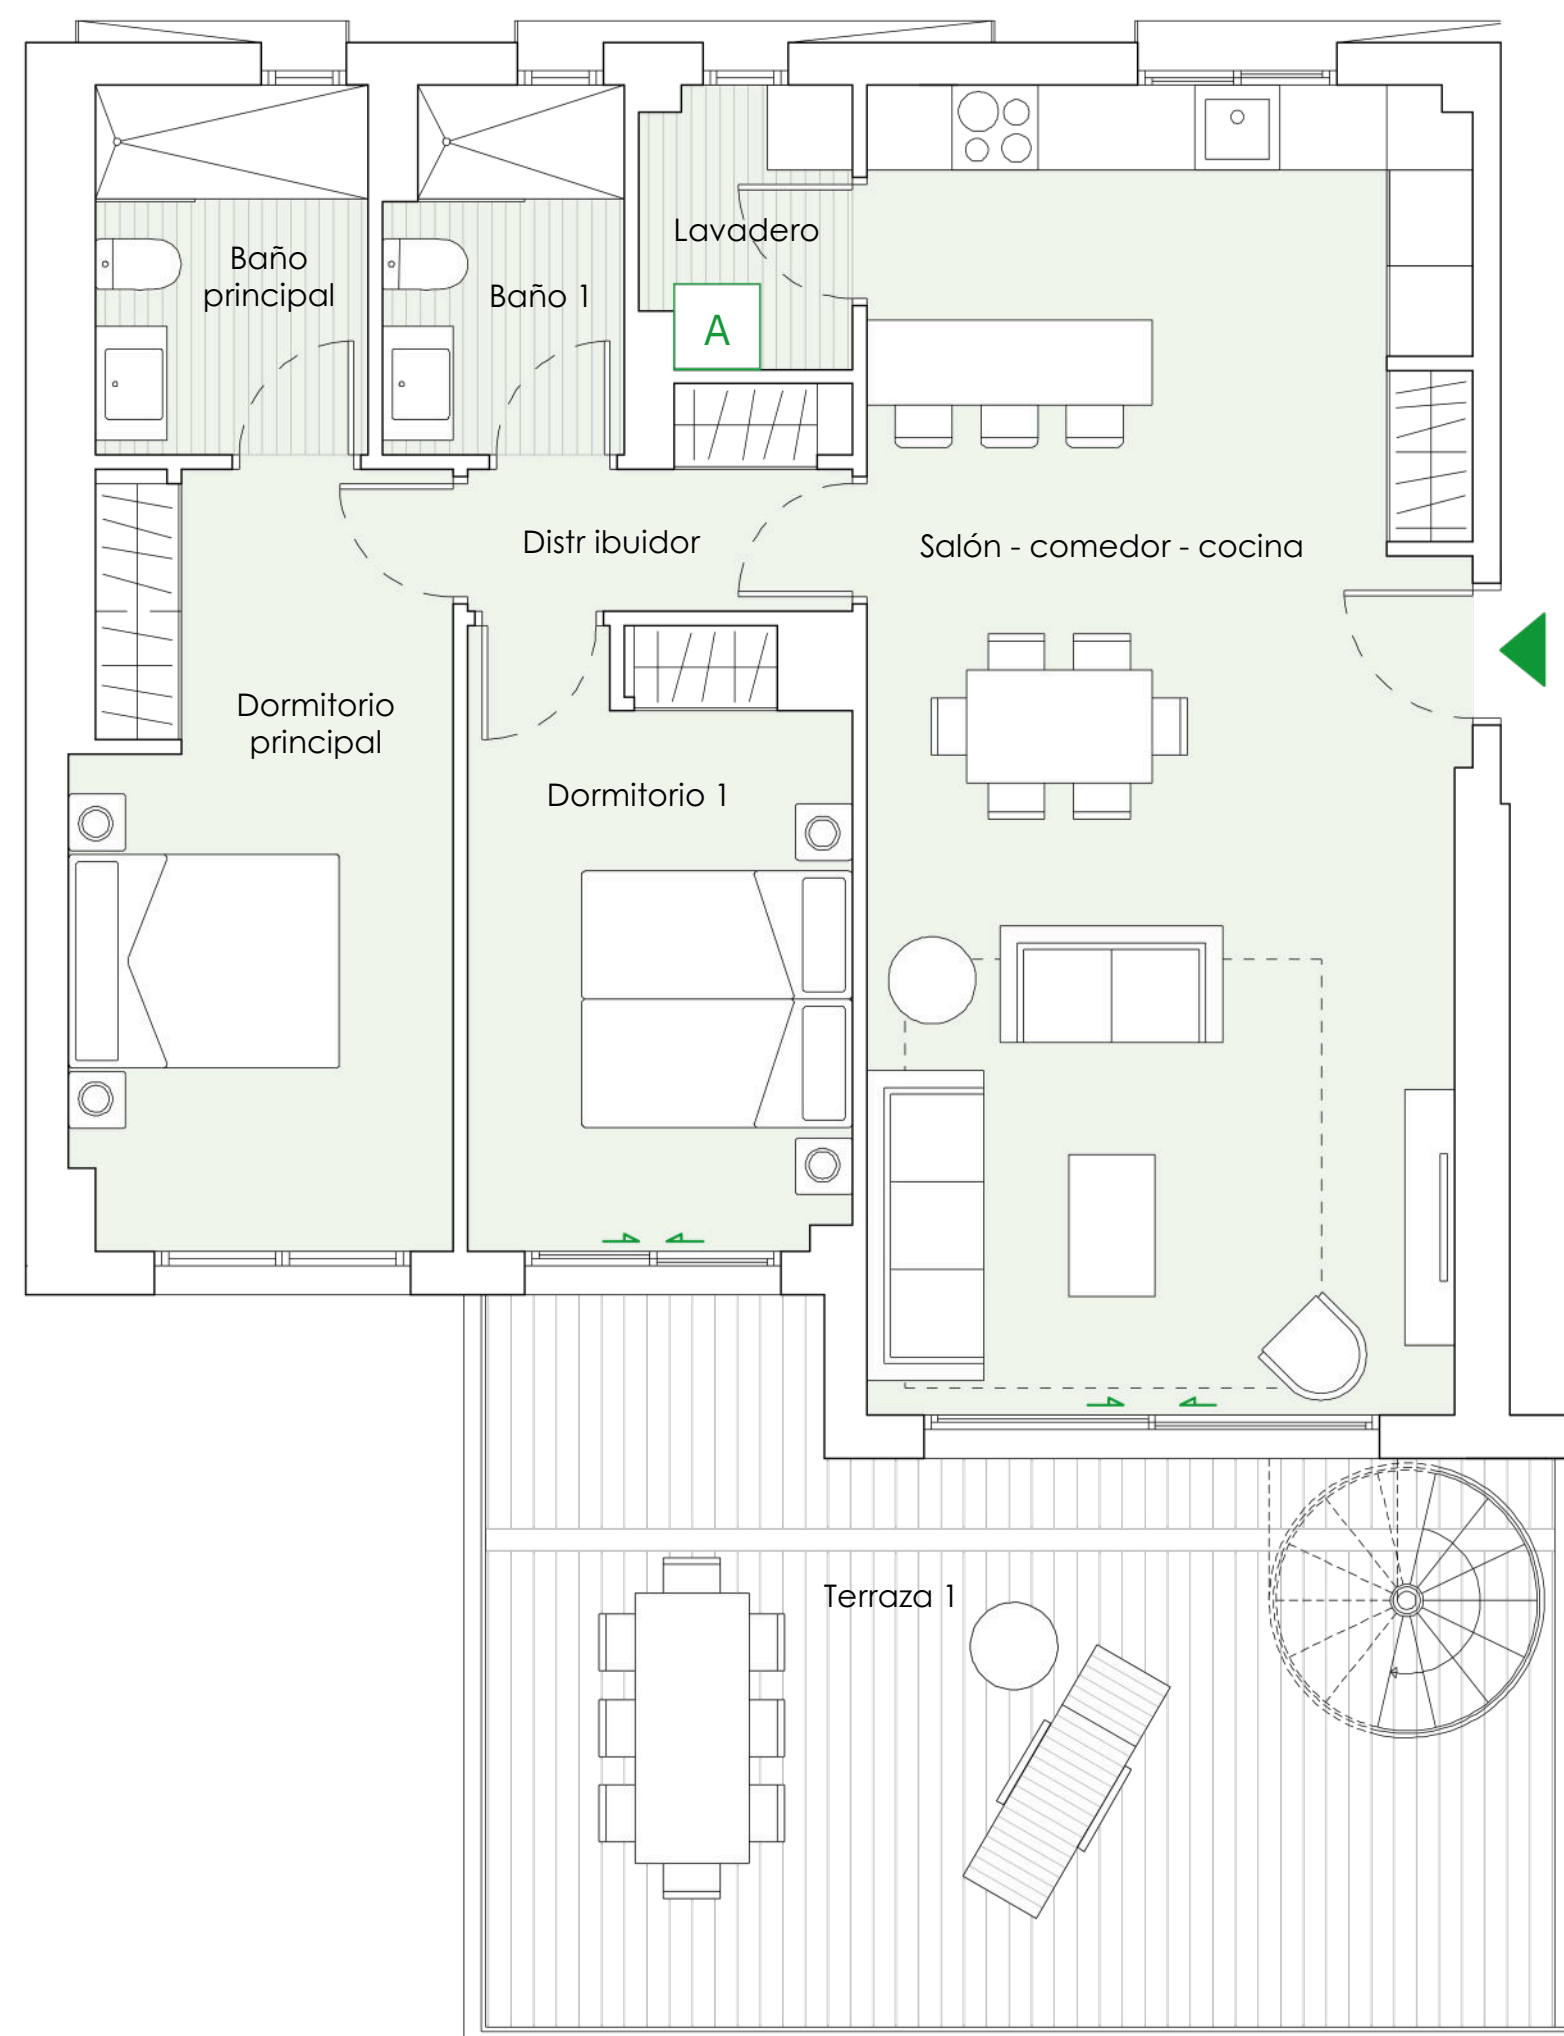 Lavadero
Baño
principal
Baño 1
A
Distr ibuidor
Salón - comedor - cocina
Dormitorio
principal
Dormitorio 1
Terraza 1